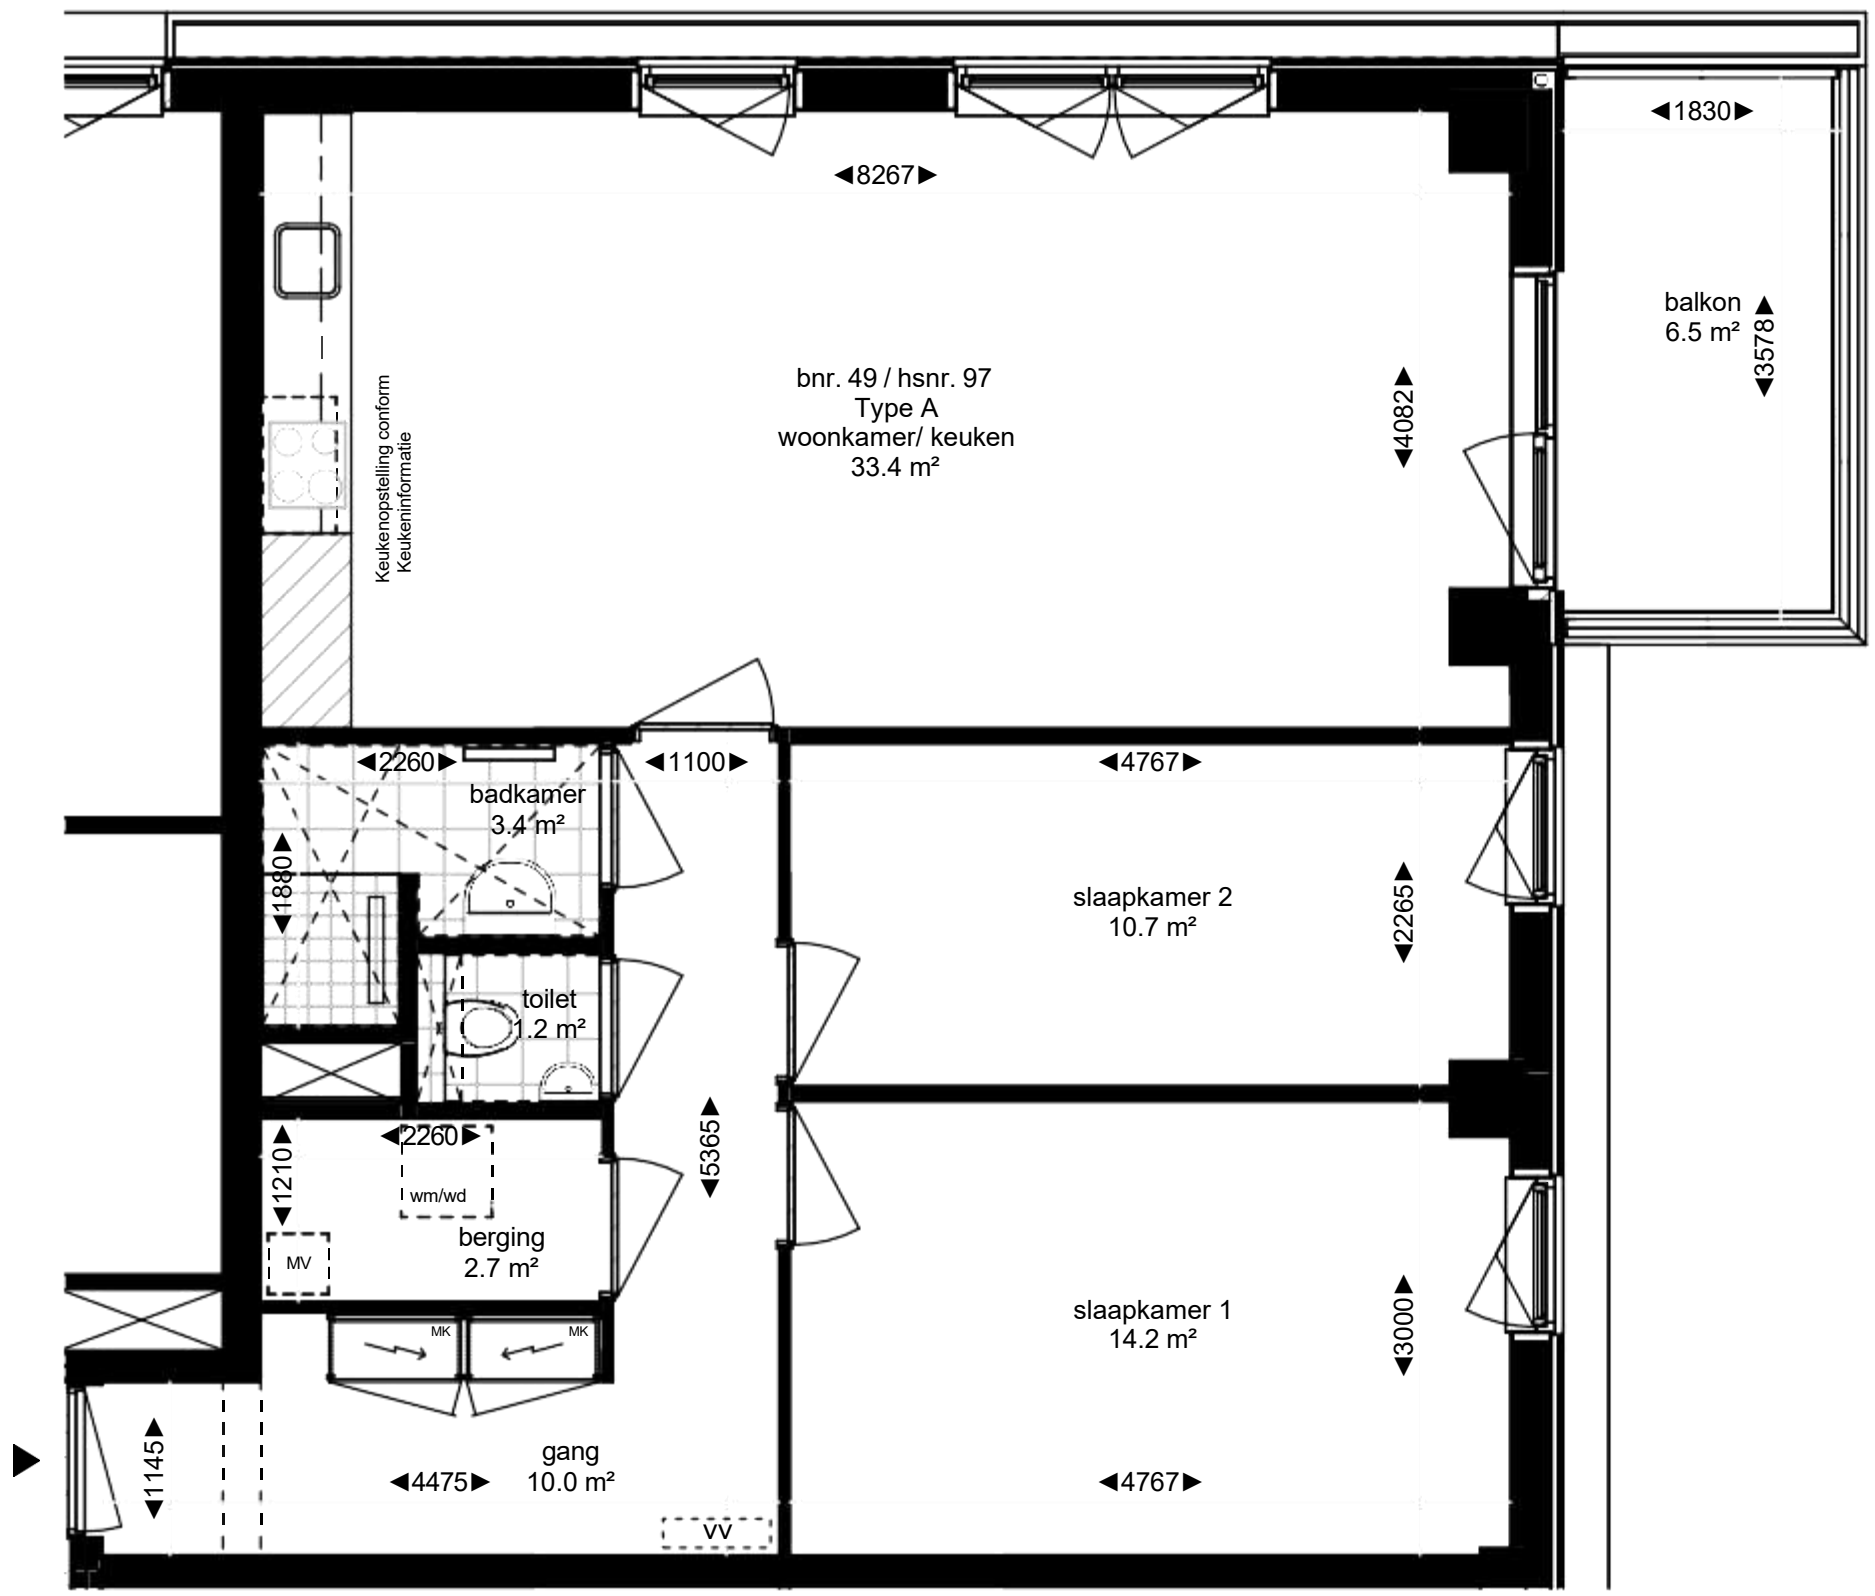 ◄1830►
◄8267►
balkon
6.5 m²
◄3578►
bnr. 49 / hsnr. 97
Type A
woonkamer/ keuken
33.4 m²
◄4082►
Keukenopstelling conform
Keukeninformatie
◄2260►
◄1100►
◄4767►
badkamer
3.4 m²
◄1880►
slaapkamer 2
10.7 m²
◄2265►
toilet
1.2 m²
◄2260►
◄5365►
◄1210►
wm/wd
berging
2.7 m²
MV
slaapkamer 1
14.2 m²
◄3000►
MK
MK
◄1145►
gang
10.0 m²
◄4475►
◄4767►
VV